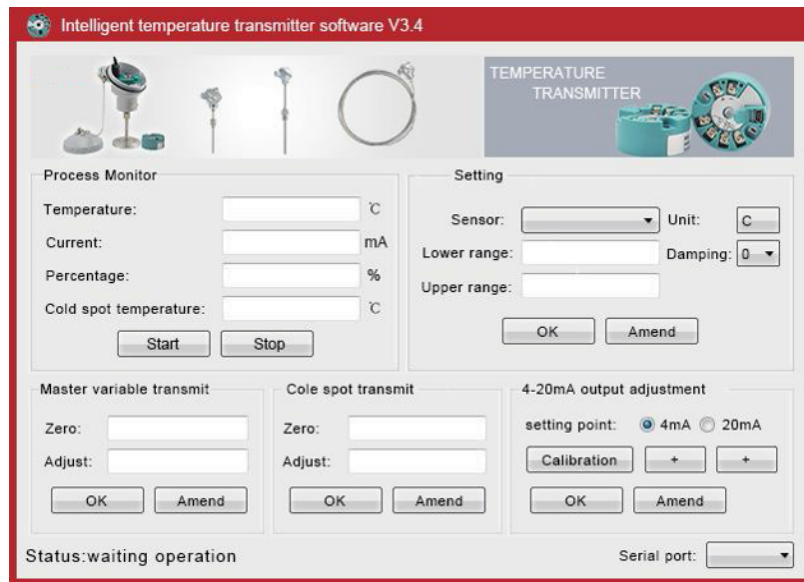 Intelligent temperature transmitter software V3.4
TEMPERATURE
TRANSMITTER
Process Monitor
Temperature: ℃
Current: mA
Percentage: %
Cold spot temperature: ℃
Start Stop
Setting
Sensor: Unit: C
Lower range: Damping: 0
Upper range:
OK Amend
Master variable transmit
Zero:
Adjust:
OK Amend
Cole spot transmit
Zero:
Adjust:
OK Amend
4-20mA output adjustment
setting point: 4mA 20mA
Calibration + +
OK Amend
Status:waiting operation
Serial port: